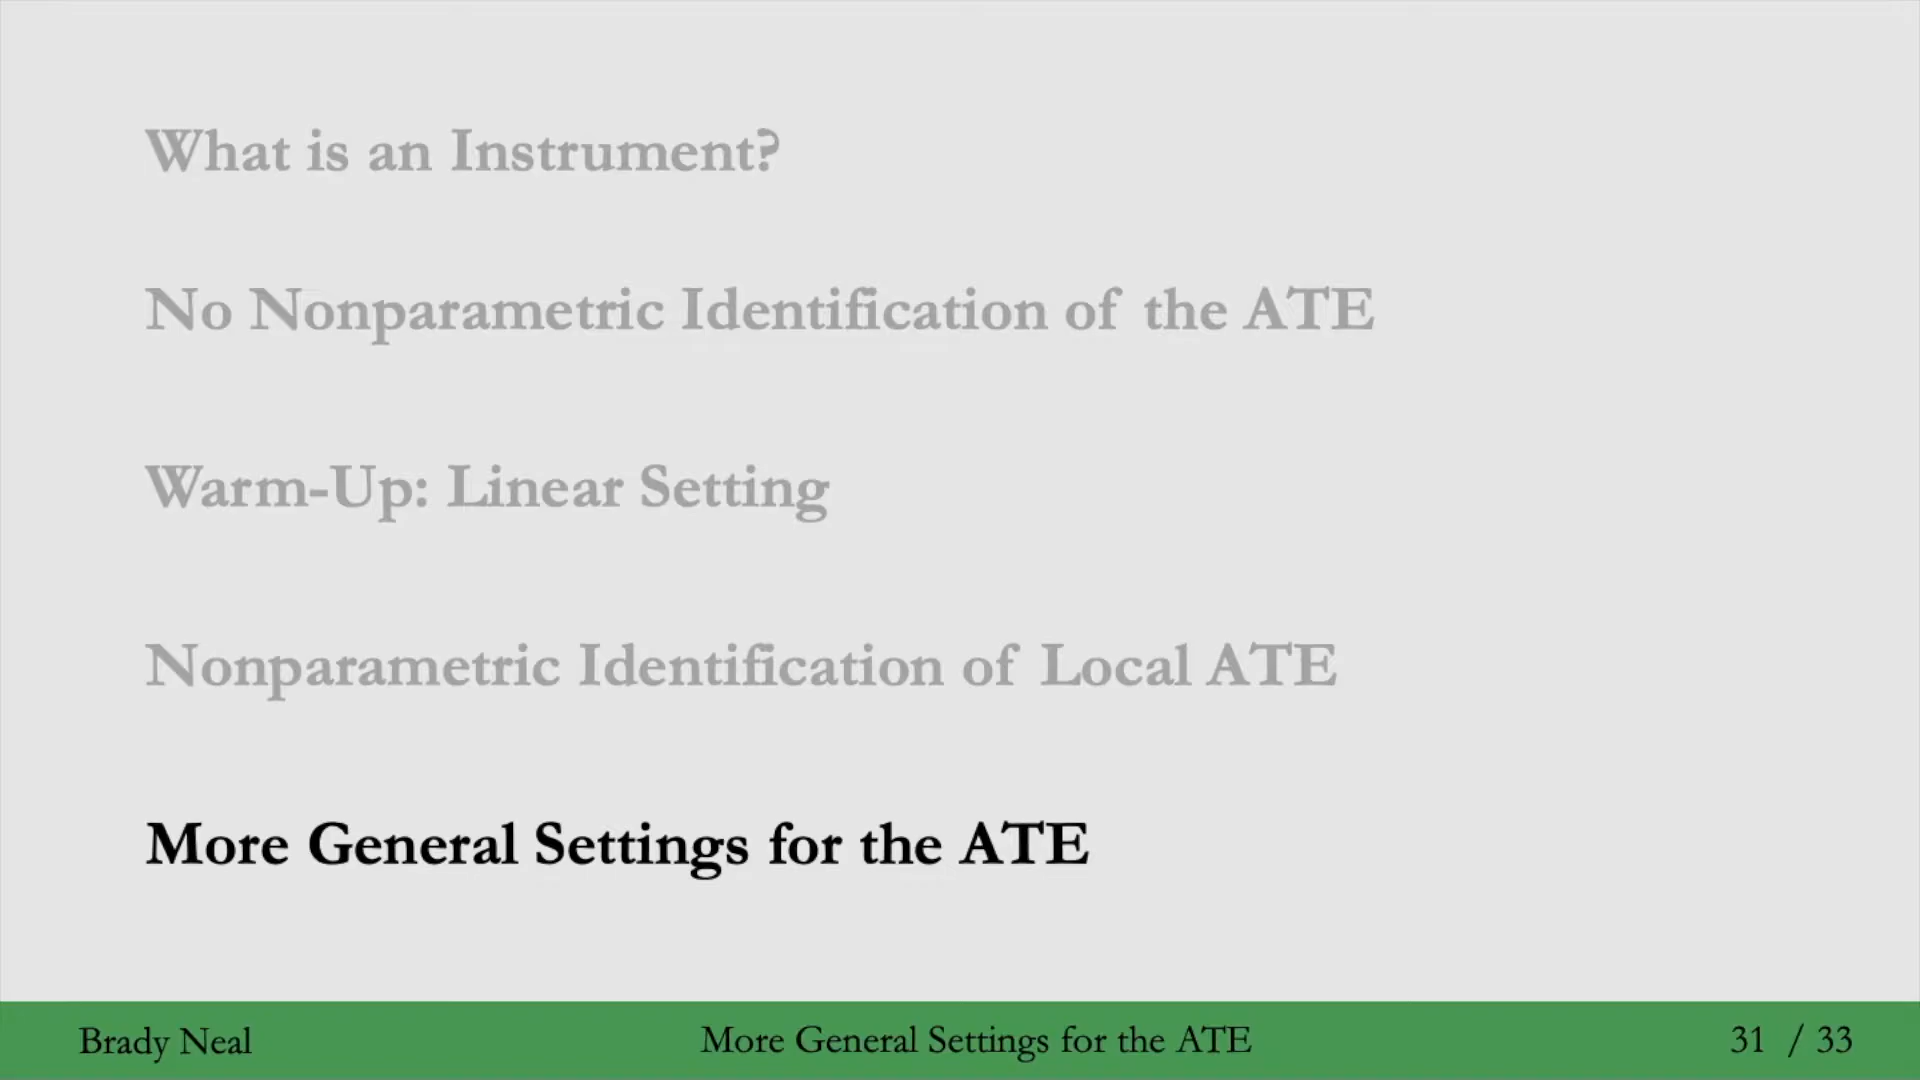 What is an Instrument?
No Nonparametric Identification of the ATE
Warm-Up: Linear Setting
Nonparametric Identification of Local ATE
More General Settings for the ATE
Brady Neal More General Settings for the ATE 31 / 33